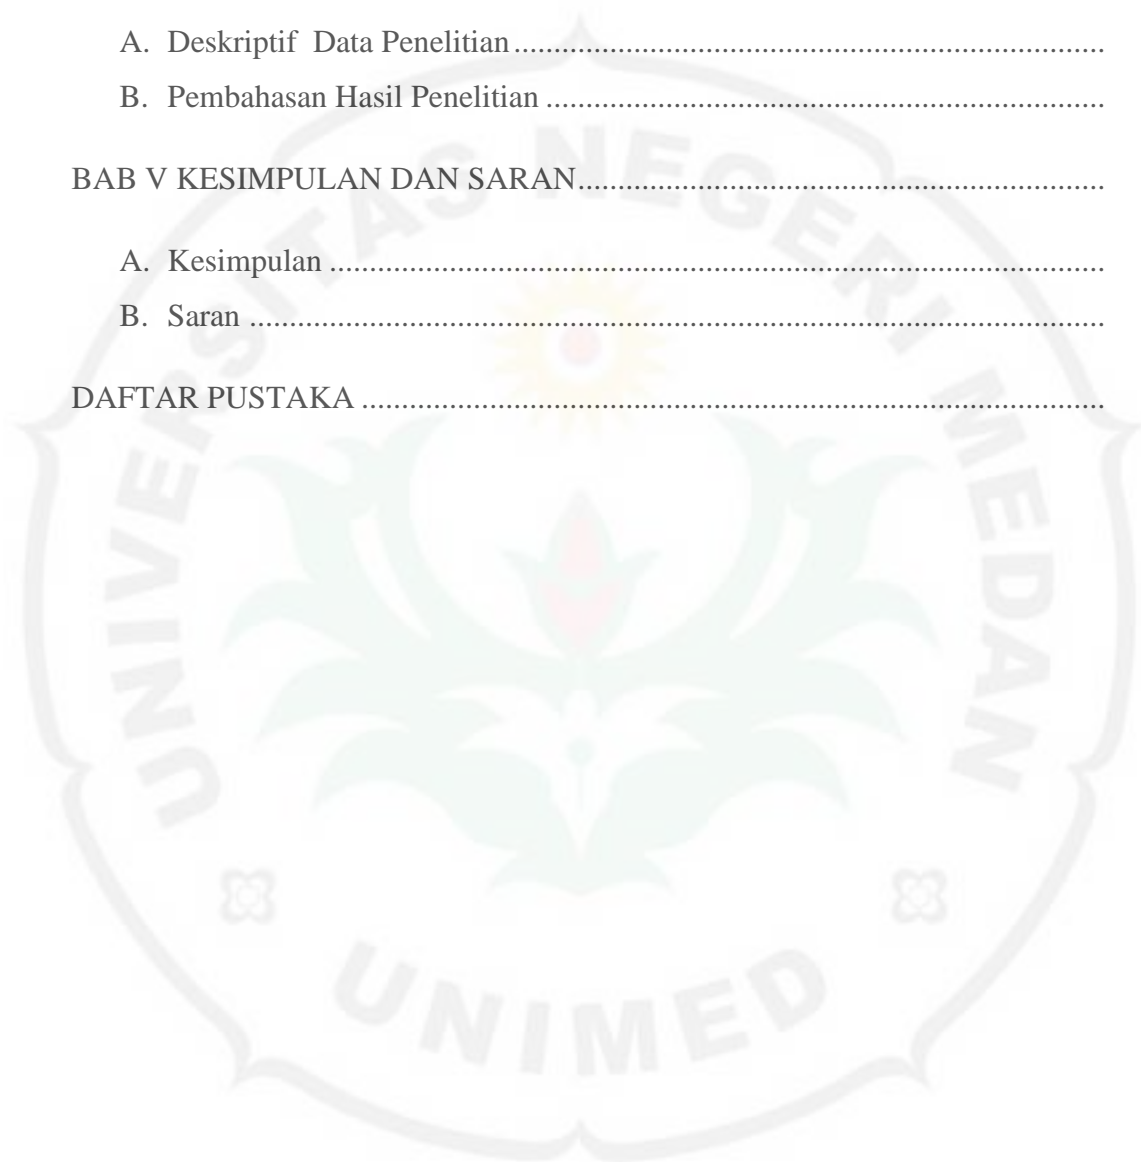 A. Deskriptif Data Penelitian..........................................................................
B. Pembahasan Hasil Penelitian ......................................................................
BAB V KESIMPULAN DAN SARAN..................................................................
A. Kesimpulan .................................................................................................
B. Saran ...........................................................................................................
DAFTAR PUSTAKA .............................................................................................
UNIVERSITAS NEGERI MEDAN
UNIMED